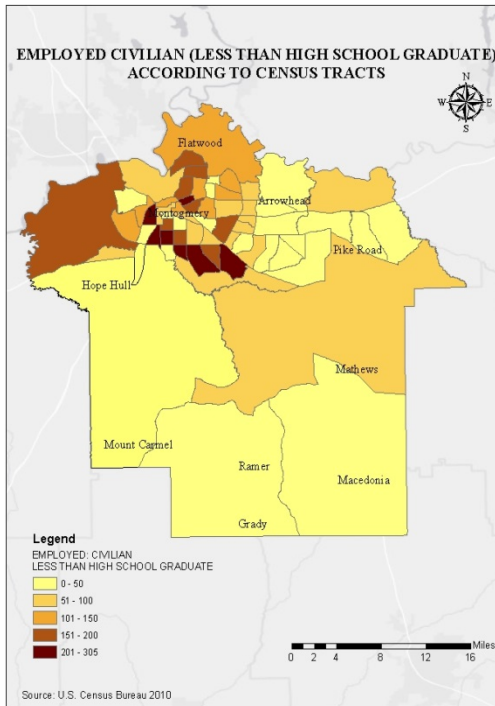 EMPLOYED CIVILIAN (LESS THAN HIGH SCHOOL GRADUATE)
ACCORDING TO CENSUS TRACTS
N
W E
S
Flatwood
Arrowhead
Montgomery
Pike Road
Hope Hull
Mathews
Mount Carmel
Ramer
Macedonia
Grady
Legend
EMPLOYED: CIVILIAN
LESS THAN HIGH SCHOOL GRADUATE
0 - 50
51 - 100
101 - 150
151 - 200
201 - 305
Miles
0 2 4 8 12 16
Source: U.S. Census Bureau 2010